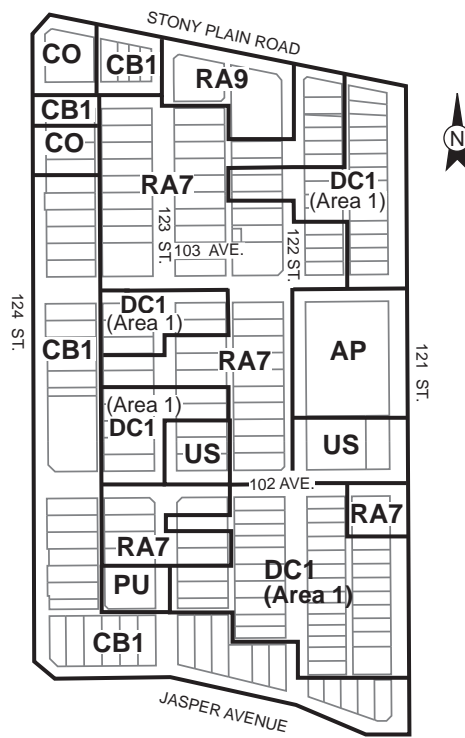 STONY PLAIN ROAD
CO
CB1
RA9
CB1
CO
N
RA7
DC1
(Area 1)
123 ST.
103 AVE.
122 ST.
124 ST.
DC1
(Area 1)
CB1
RA7
AP
121 ST.
(Area 1)
DC1
US
US
102 AVE.
RA7
RA7
DC1
(Area 1)
PU
CB1
JASPER AVENUE